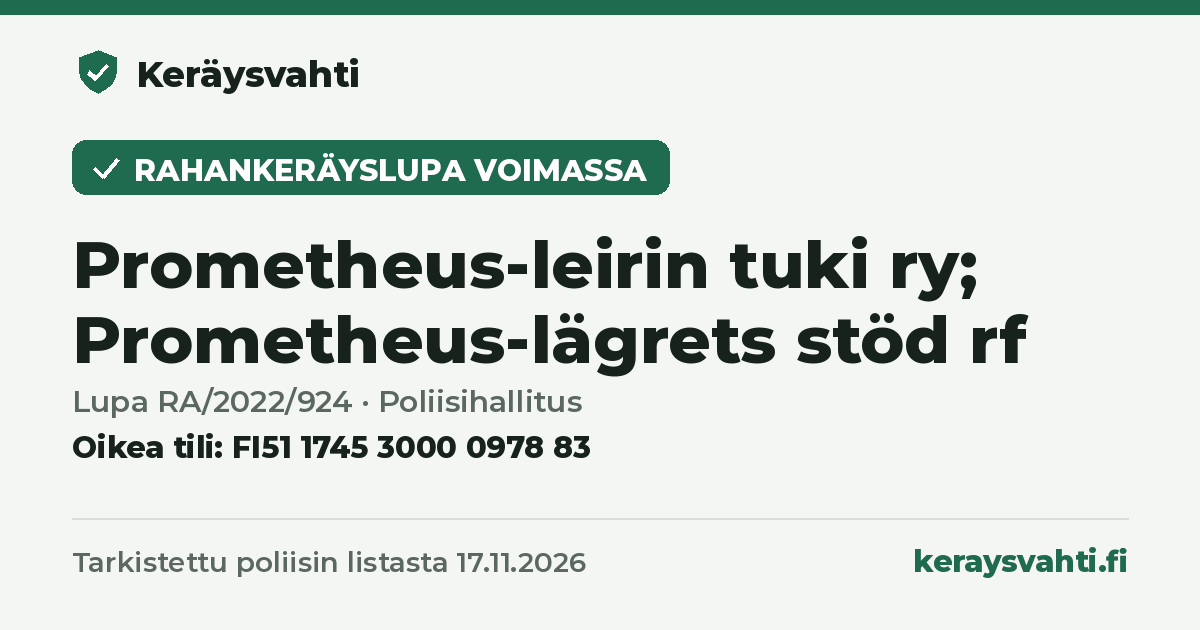 Keräysvahti
RAHANKERÄYSLUPA VOIMASSA
Prometheus-leirin tuki ry;
Prometheus-lägrets stöd rf
Lupa RA/2022/924 · Poliisihallitus
Oikea tili: FI51 1745 3000 0978 83
Tarkistettu poliisin listasta 17.11.2026
keraysvahti.fi